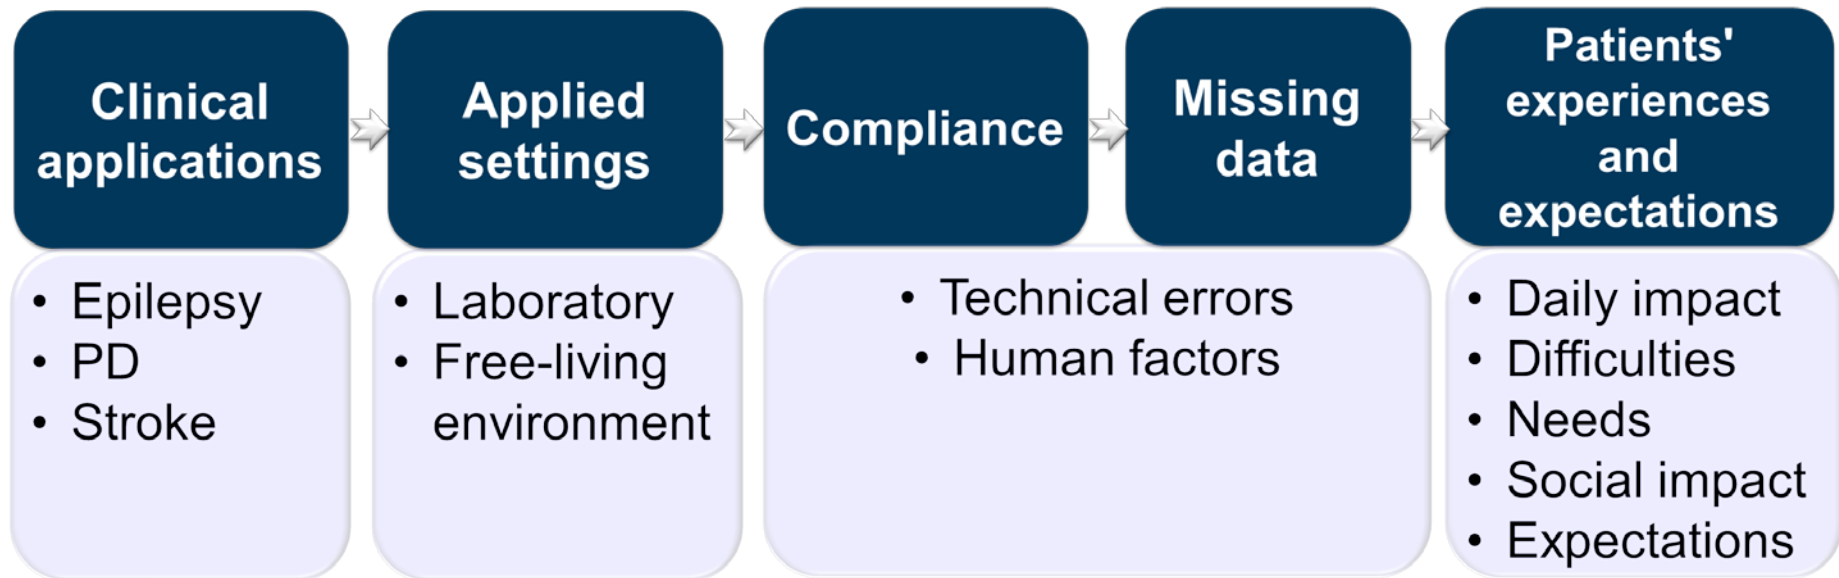 Clinical
applications
Applied
settings
Compliance
Missing
data
Patients'
experiences
and
expectations
• Epilepsy
• PD
• Stroke
• Laboratory
• Free-living
environment
• Technical errors
• Human factors
• Daily impact
• Difficulties
• Needs
• Social impact
• Expectations